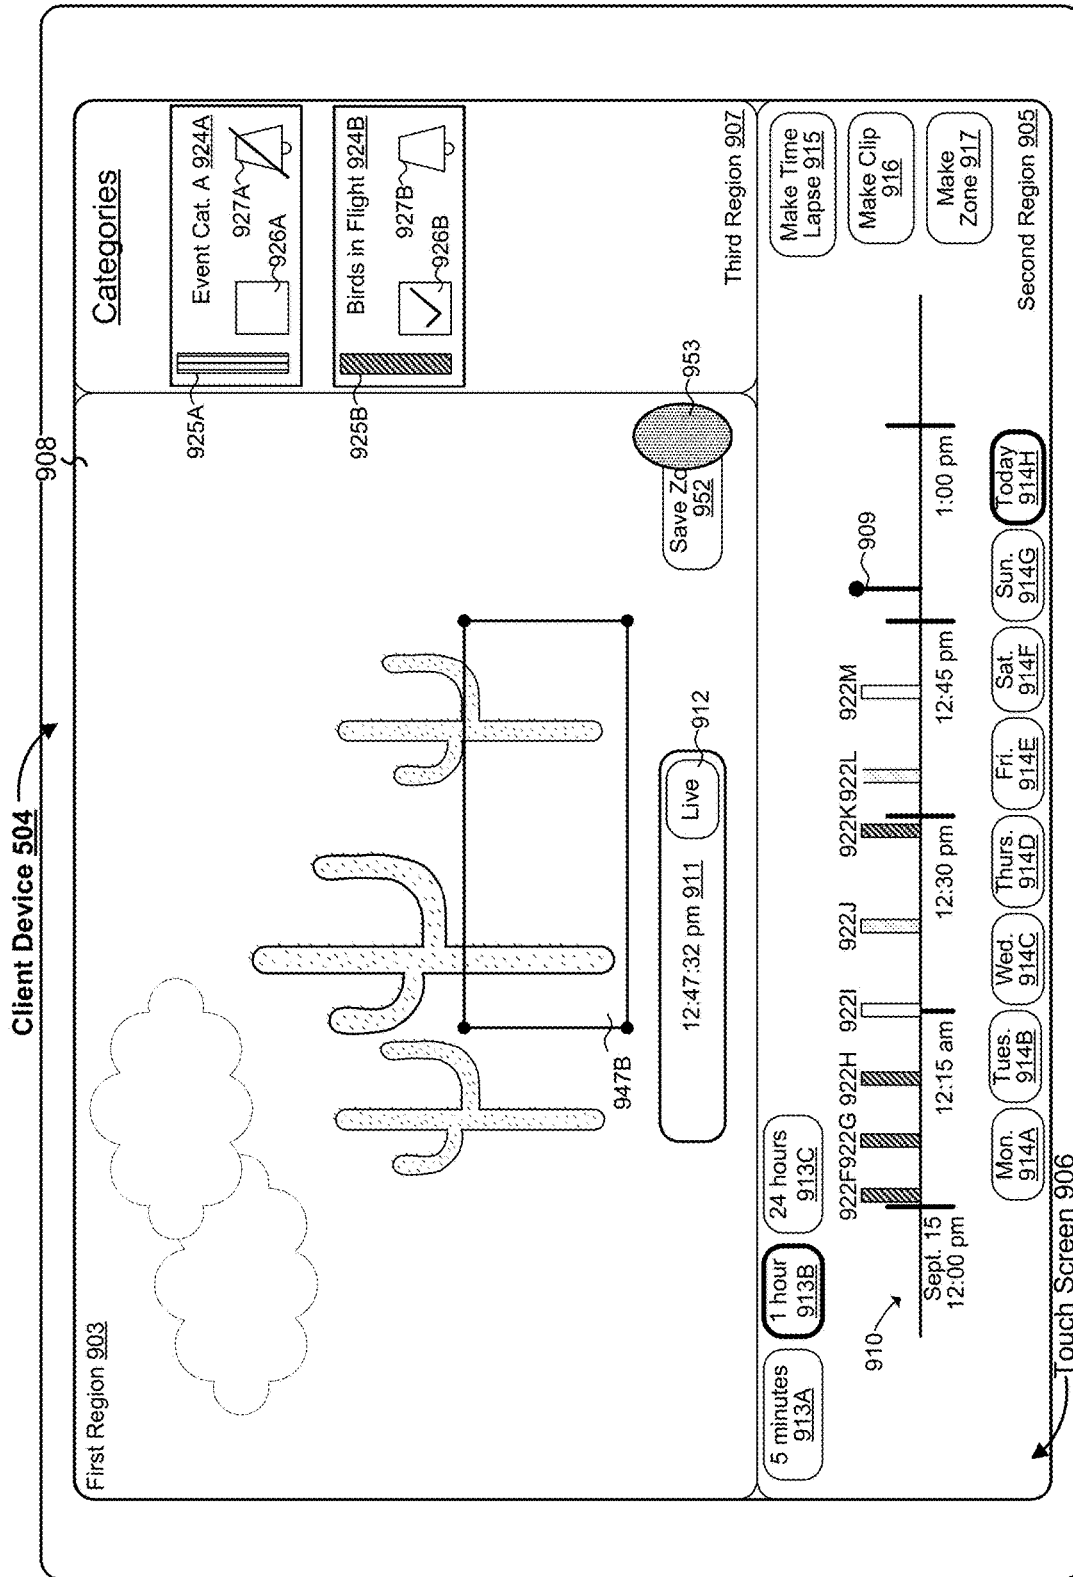 Client Device 504
908
First Region 903
Categories
925A
Event Cat. A 924A
927A
926A
925B
Birds in Flight 924B
927B
926B
Third Region 907
947B
12:47:32 pm 911
Live
912
Save Zo
952
953
5 minutes
913A
1 hour
913B
24 hours
913C
Make Time
Lapse 915
Make Clip
916
Make
Zone 917
910
922F
922G
922H
922I
922J
922K
922L
922M
909
Sept. 15
12:00 pm
12:15 am
12:30 pm
12:45 pm
1:00 pm
Mon.
914A
Tues.
914B
Wed.
914C
Thurs.
914D
Fri.
914E
Sat.
914F
Sun.
914G
Today
914H
Second Region 905
Touch Screen 906